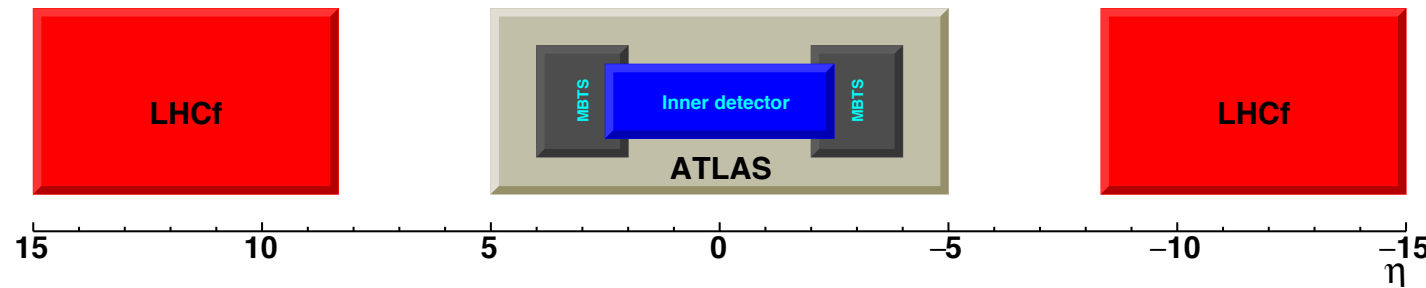 LHCf
MBTS
Inner detector
MBTS
ATLAS
LHCf
15
10
5
0
−5
−10
−15
η